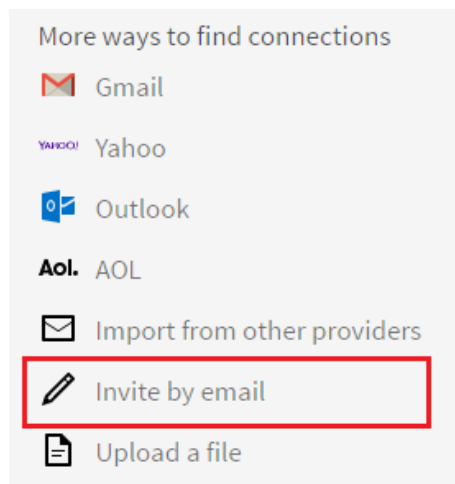 More ways to find connections
Gmail
YAHOO! Yahoo
Outlook
Aol. AOL
Import from other providers
Invite by email
Upload a file